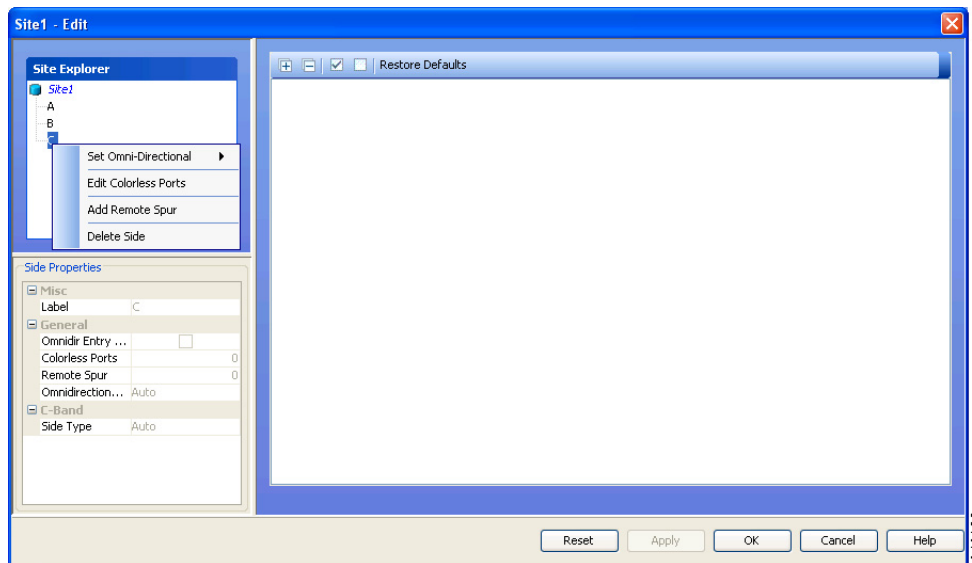 Site1 - Edit
Site Explorer
Site1
A
B
C
Set Omni-Directional
Edit Colorless Ports
Add Remote Spur
Delete Side
Restore Defaults
Side Properties
Misc
Label C
General
Omnidir Entry ...
Colorless Ports 0
Remote Spur 0
Omnidirection... Auto
C-Band
Side Type Auto
Reset Apply OK Cancel Help